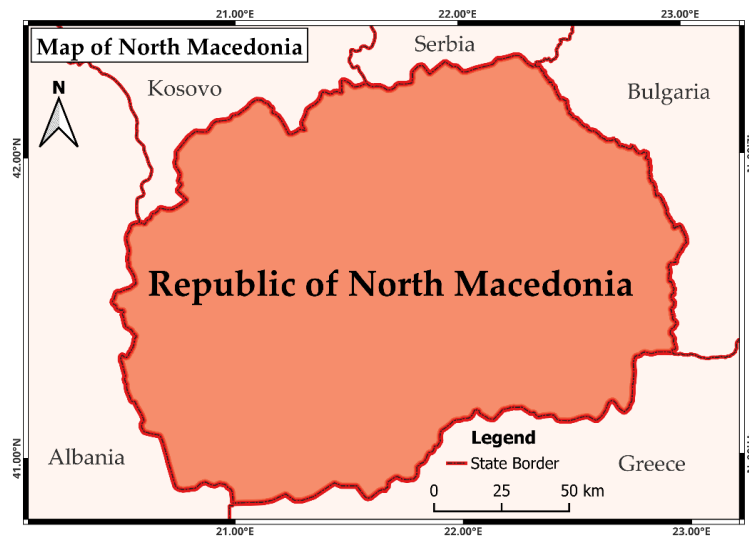 21.00°E 22.00°E 23.00°E
Map of North Macedonia
Serbia
Kosovo
N
Bulgaria
42.00°N
Republic of North Macedonia
Legend
State Border
Albania
Greece
41.00°N
0 25 50 km
21.00°E 22.00°E 23.00°E